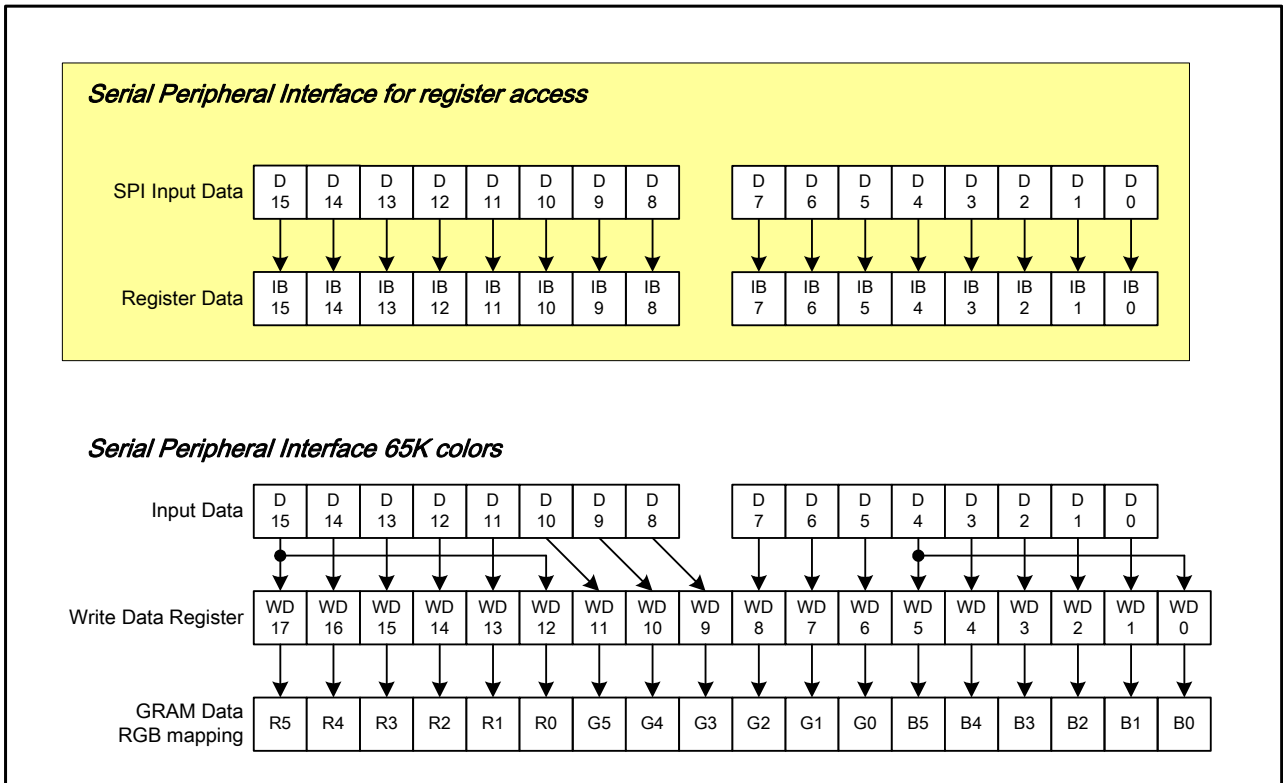 Serial Peripheral Interface for register access
SPI Input Data D 15 D 14 D 13 D 12 D 11 D 10 D 9 D 8 D 7 D 6 D 5 D 4 D 3 D 2 D 1 D 0
Register Data IB 15 IB 14 IB 13 IB 12 IB 11 IB 10 IB 9 IB 8 IB 7 IB 6 IB 5 IB 4 IB 3 IB 2 IB 1 IB 0
Serial Peripheral Interface 65K colors
Input Data D 15 D 14 D 13 D 12 D 11 D 10 D 9 D 8 D 7 D 6 D 5 D 4 D 3 D 2 D 1 D 0
Write Data Register WD 17 WD 16 WD 15 WD 14 WD 13 WD 12 WD 11 WD 10 WD 9 WD 8 WD 7 WD 6 WD 5 WD 4 WD 3 WD 2 WD 1 WD 0
GRAM Data
RGB mapping R5 R4 R3 R2 R1 R0 G5 G4 G3 G2 G1 G0 B5 B4 B3 B2 B1 B0